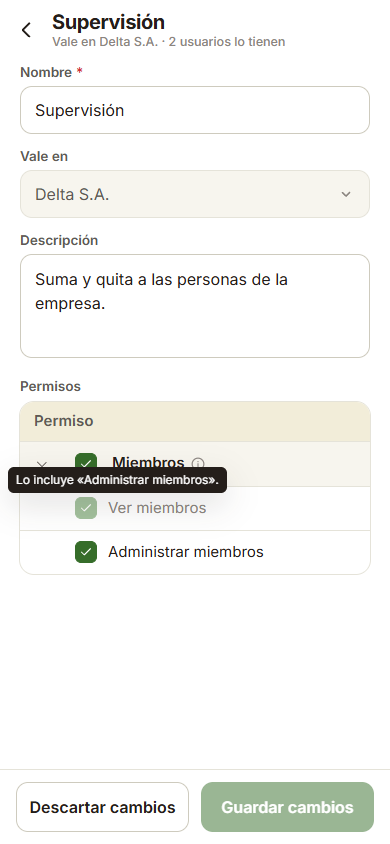 Supervisión
Vale en Delta S.A. · 2 usuarios lo tienen
Nombre *
Supervisión
Vale en
Delta S.A.
Descripción
Suma y quita a las personas de la
empresa.
Permisos
Permiso
Miembros
Lo incluye «Administrar miembros».
Ver miembros
Administrar miembros
Descartar cambios
Guardar cambios